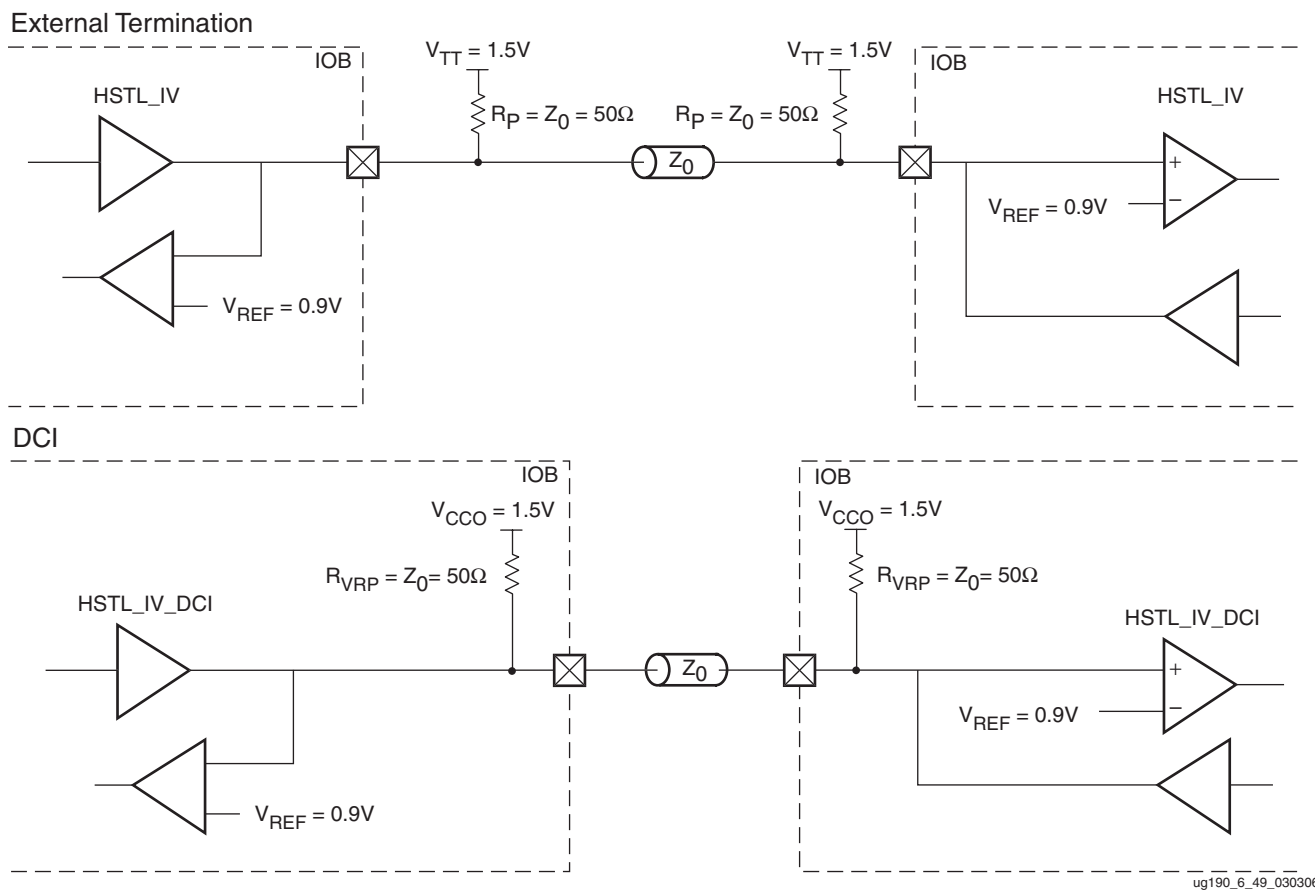 External Termination
IOB
V_TT = 1.5V
V_TT = 1.5V
IOB
HSTL_IV
R_P = Z_0 = 50Ω
R_P = Z_0 = 50Ω
HSTL_IV
Z_0
+
V_REF = 0.9V
−
V_REF = 0.9V
DCI
IOB
IOB
V_CCO = 1.5V
V_CCO = 1.5V
R_VRP = Z_0= 50Ω
R_VRP = Z_0= 50Ω
HSTL_IV_DCI
HSTL_IV_DCI
Z_0
+
V_REF = 0.9V
−
V_REF = 0.9V
ug190_6_49_030306